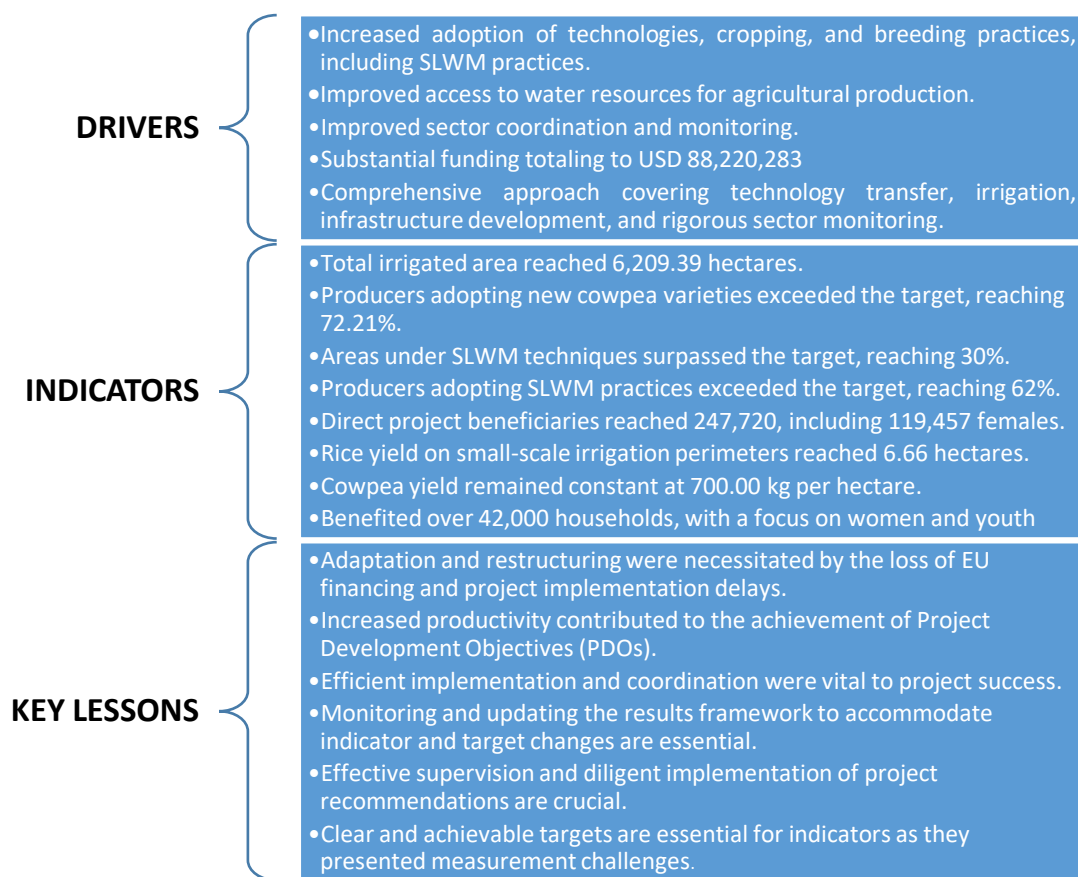 DRIVERS
•Increased adoption of technologies, cropping, and breeding practices,
including SLWM practices.
•Improved access to water resources for agricultural production.
•Improved sector coordination and monitoring.
•Substantial funding totaling to USD 88,220,283
•Comprehensive approach covering technology transfer, irrigation,
infrastructure development, and rigorous sector monitoring.
INDICATORS
•Total irrigated area reached 6,209.39 hectares.
•Producers adopting new cowpea varieties exceeded the target, reaching
72.21%.
•Areas under SLWM techniques surpassed the target, reaching 30%.
•Producers adopting SLWM practices exceeded the target, reaching 62%.
•Direct project beneficiaries reached 247,720, including 119,457 females.
•Rice yield on small-scale irrigation perimeters reached 6.66 hectares.
•Cowpea yield remained constant at 700.00 kg per hectare.
•Benefited over 42,000 households, with a focus on women and youth
KEY LESSONS
•Adaptation and restructuring were necessitated by the loss of EU
financing and project implementation delays.
•Increased productivity contributed to the achievement of Project
Development Objectives (PDOs).
•Efficient implementation and coordination were vital to project success.
•Monitoring and updating the results framework to accommodate
indicator and target changes are essential.
•Effective supervision and diligent implementation of project
recommendations are crucial.
•Clear and achievable targets are essential for indicators as they
presented measurement challenges.